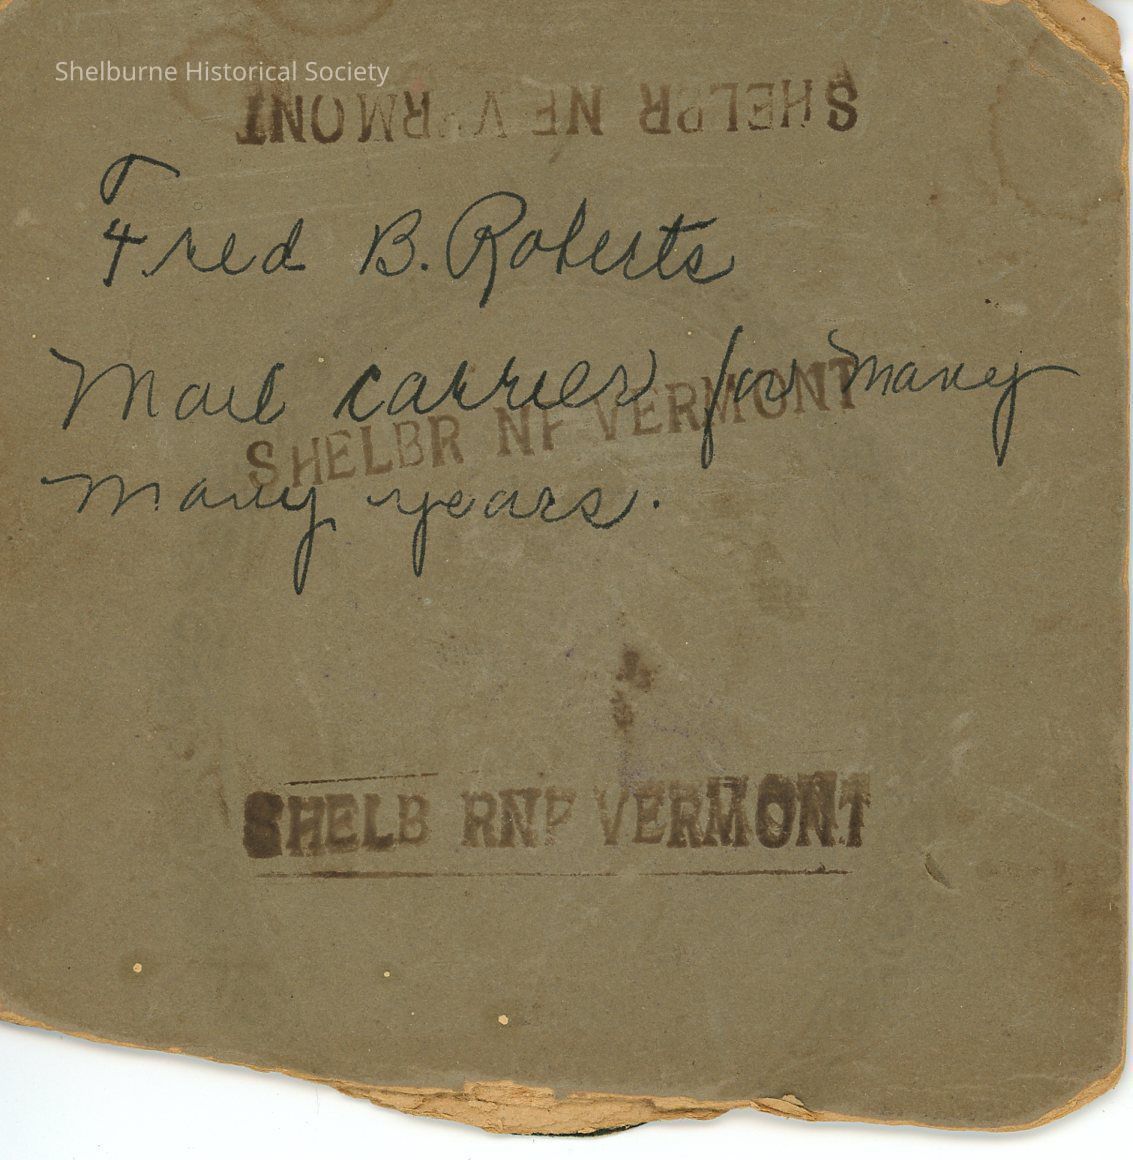 Shelburne Historical Society
SHELBR NE VERMONT
Fred B. Roberts
Mail carrier for many
SHELBR NF VERMONT
many years.
SHELB RNP VERMONT